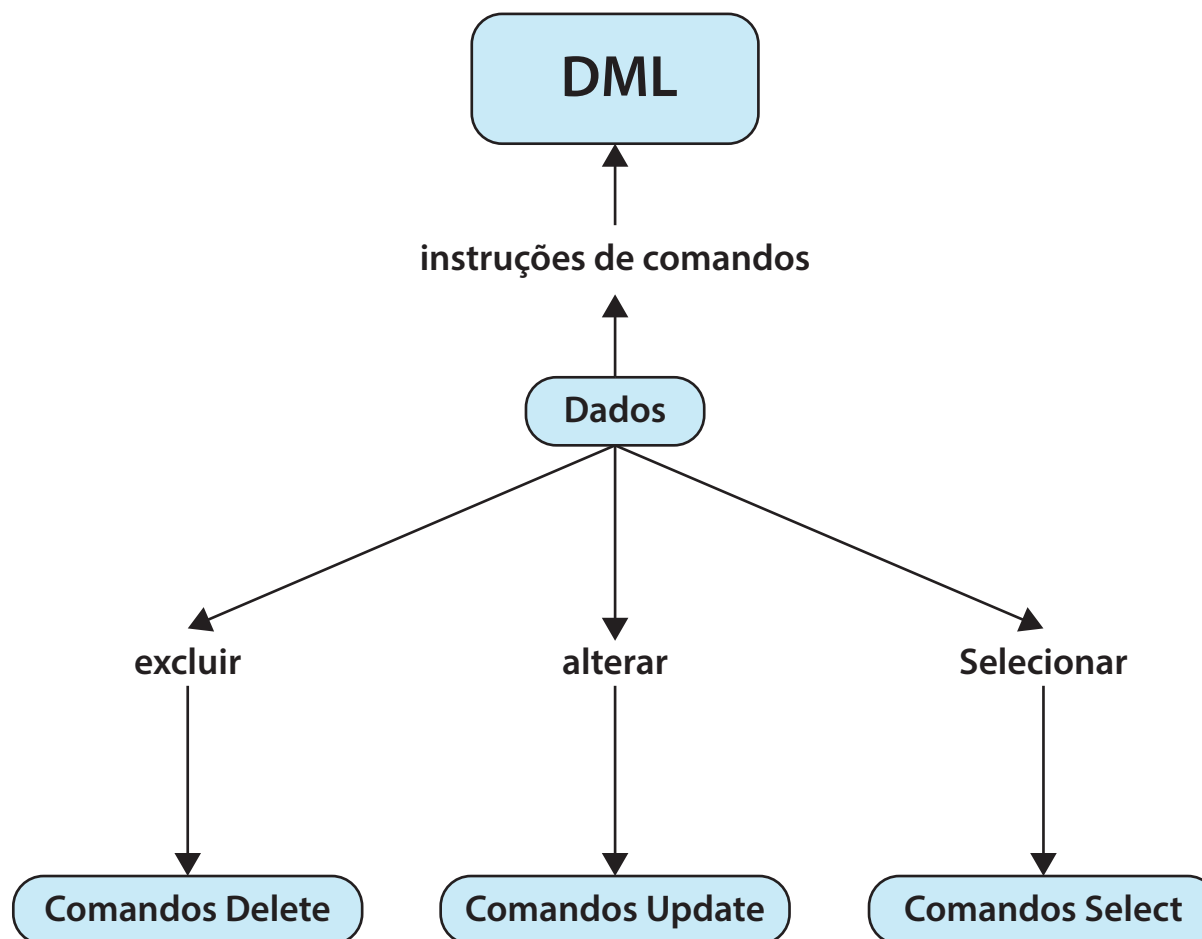 DML
instruções de comandos
Dados
excluir
alterar
Selecionar
Comandos Delete
Comandos Update
Comandos Select